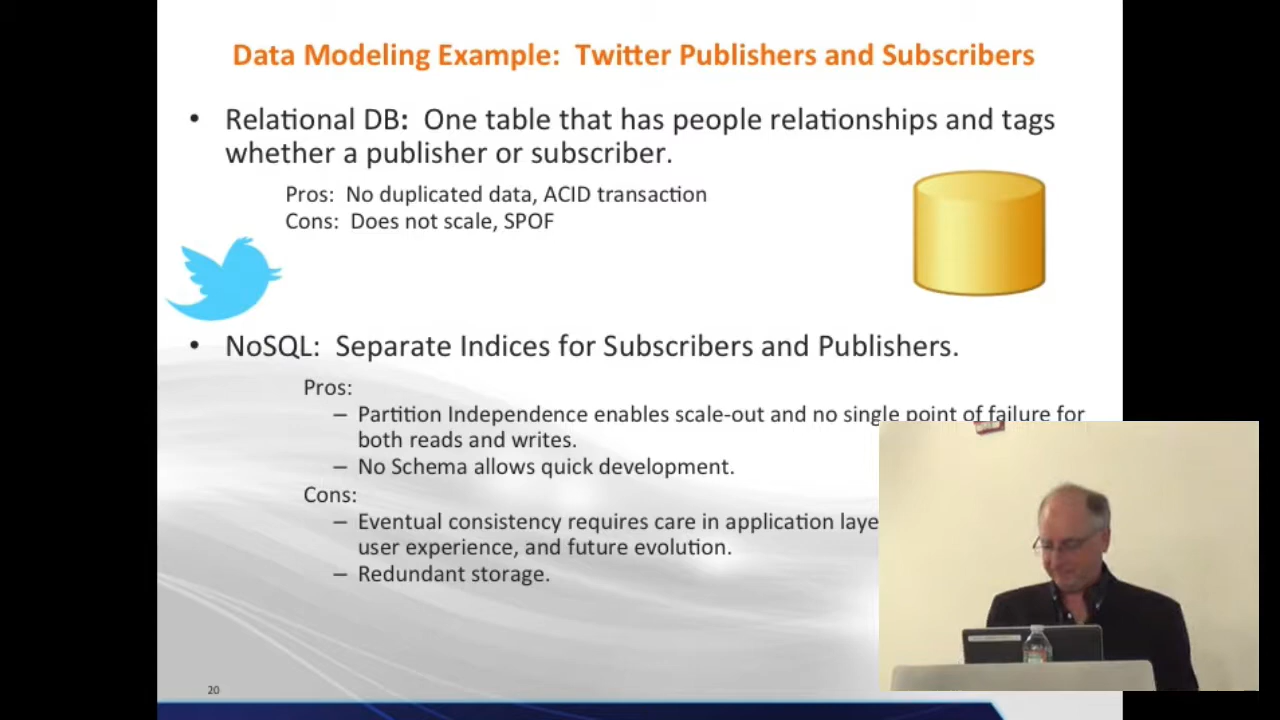 Data Modeling Example: Twitter Publishers and Subscribers
• Relational DB: One table that has people relationships and tags
whether a publisher or subscriber.
Pros: No duplicated data, ACID transaction
Cons: Does not scale, SPOF
• NoSQL: Separate Indices for Subscribers and Publishers.
Pros:
– Partition Independence enables scale-out and no single point of failure for
both reads and writes.
– No Schema allows quick development.
Cons:
– Eventual consistency requires care in application
user experience, and future evolution.
– Redundant storage.
20